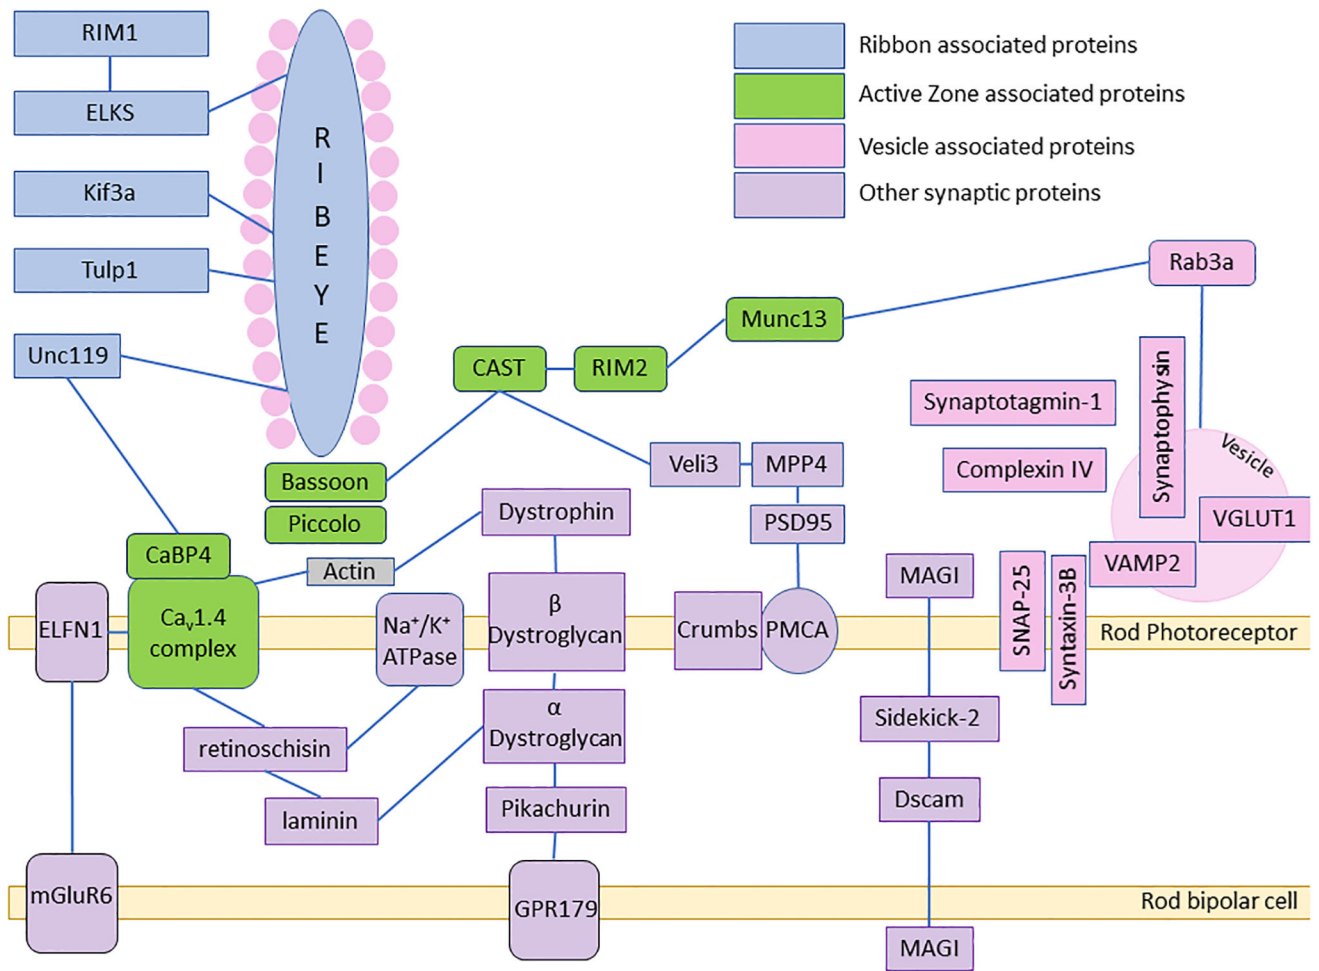 RIM1
ELKS
Kif3a
Tulp1
Unc119
R
I
B
E
Y
E
Ribbon associated proteins
Active Zone associated proteins
Vesicle associated proteins
Other synaptic proteins
Rab3a
Munc13
CAST
RIM2
Bassoon
Piccolo
Veli3
MPP4
PSD95
Synaptotagmin-1
Complexin IV
Synaptophysin
Vesicle
VGLUT1
VAMP2
SNAP-25
Syntaxin-3B
CaBP4
Actin
Dystrophin
ELFN1
Cav1.4
complex
Na⁺/K⁺
ATPase
β
Dystroglycan
Crumbs
PMCA
MAGI
Rod Photoreceptor
retinoschisin
laminin
α
Dystroglycan
Pikachurin
Sidekick-2
Dscam
mGluR6
GPR179
MAGI
Rod bipolar cell